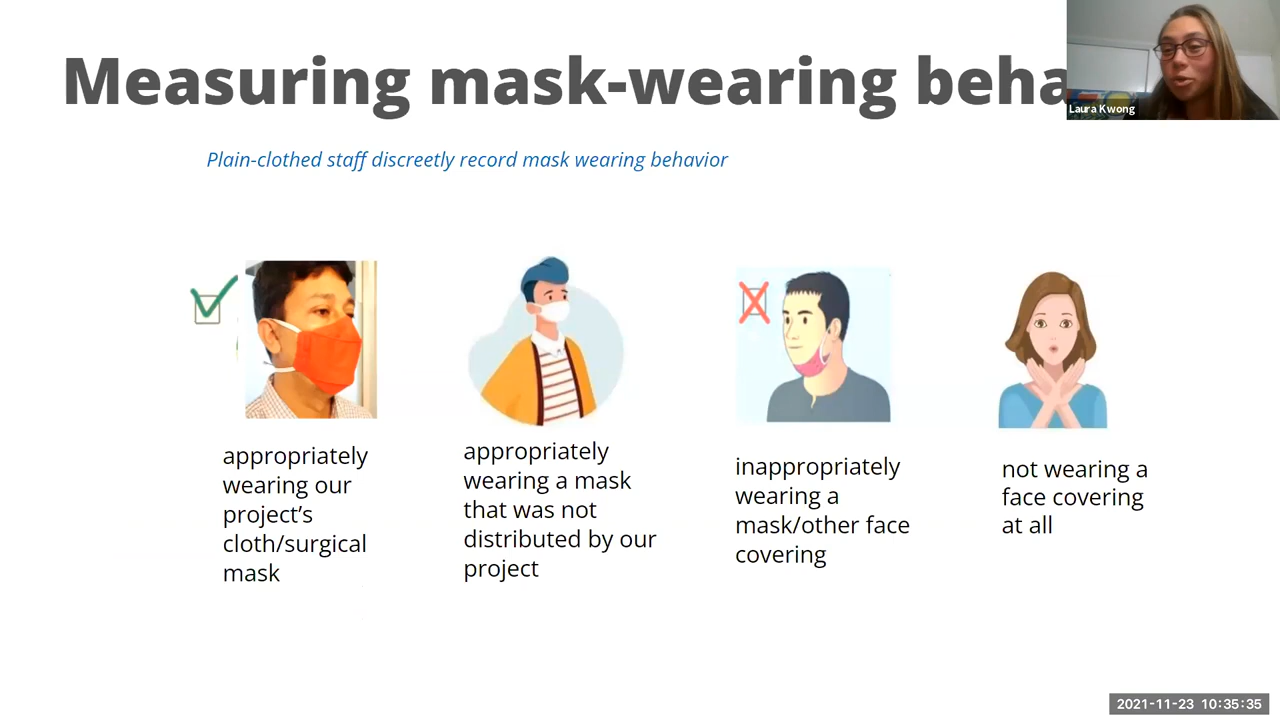 Measuring mask-wearing beha
Laura Kwong
Plain-clothed staff discreetly record mask wearing behavior
appropriately
wearing our
project’s
cloth/surgical
mask
appropriately
wearing a mask
that was not
distributed by our
project
inappropriately
wearing a
mask/other face
covering
not wearing a
face covering
at all
2021-11-23 10:35:35